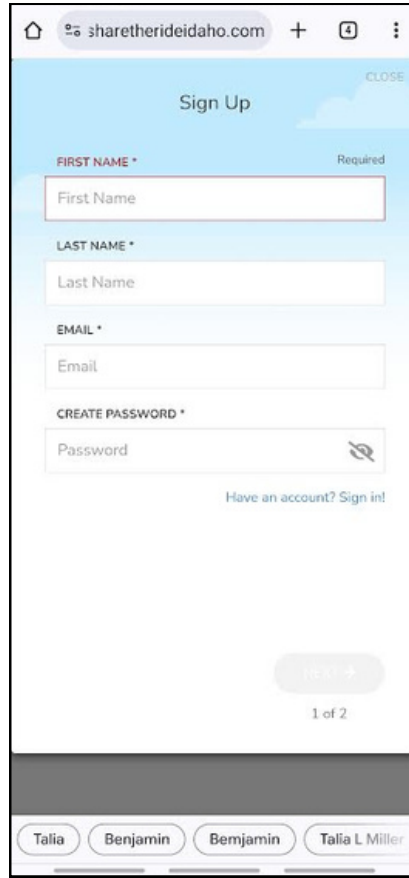 sharetherideidaho.com
4
CLOSE
Sign Up
FIRST NAME *
Required
First Name
LAST NAME *
Last Name
EMAIL *
Email
CREATE PASSWORD *
Password
Have an account? Sign in!
1 of 2
Talia
Benjamin
Bemjamin
Talia L Miller